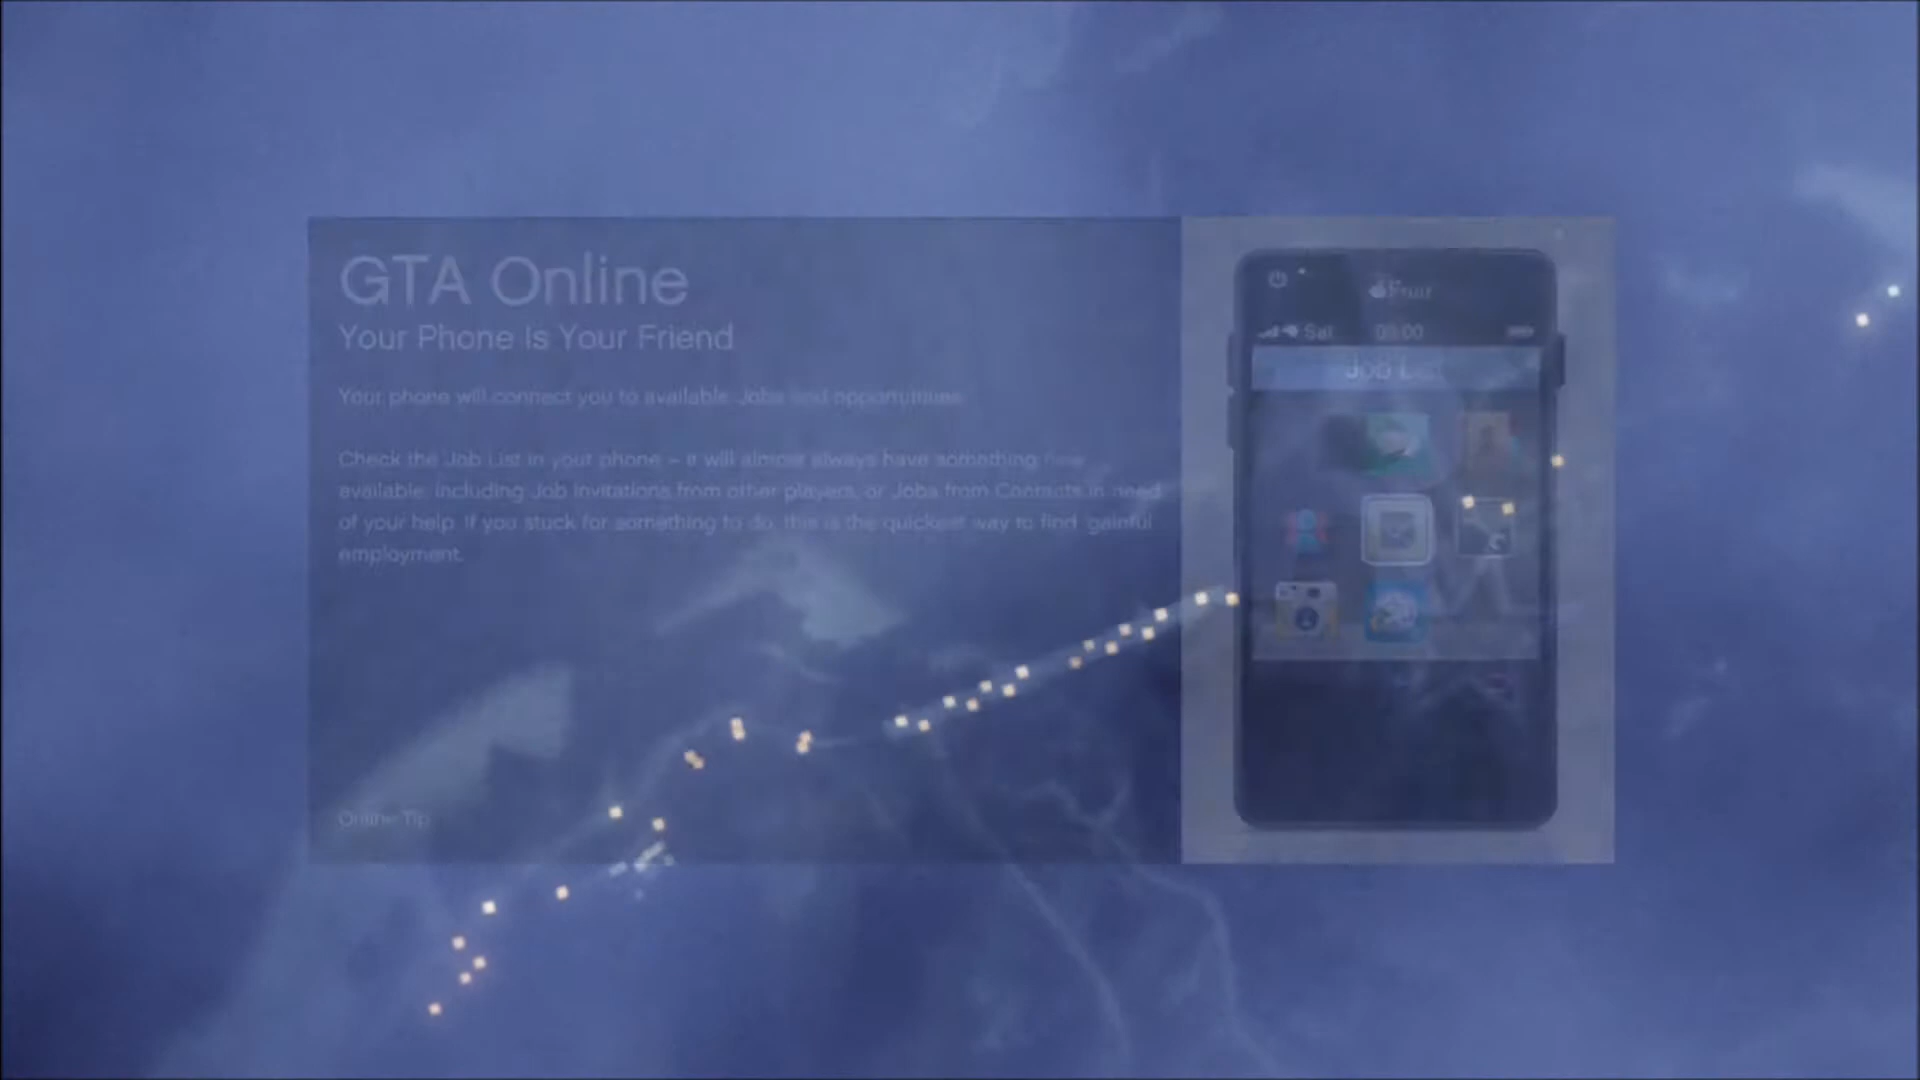 GTA Online
Your Phone Is Your Friend
Your phone will connect you to available Jobs and opportunities.
Check the Job List in your phone – it will almost always have something new
available, including Job Invitations from other players, or Jobs from Contacts in need
of your help. If you stuck for something to do, this is the quickest way to find 'gainful'
employment.
Online Tip
iFruit
Sat 00:00
Job List